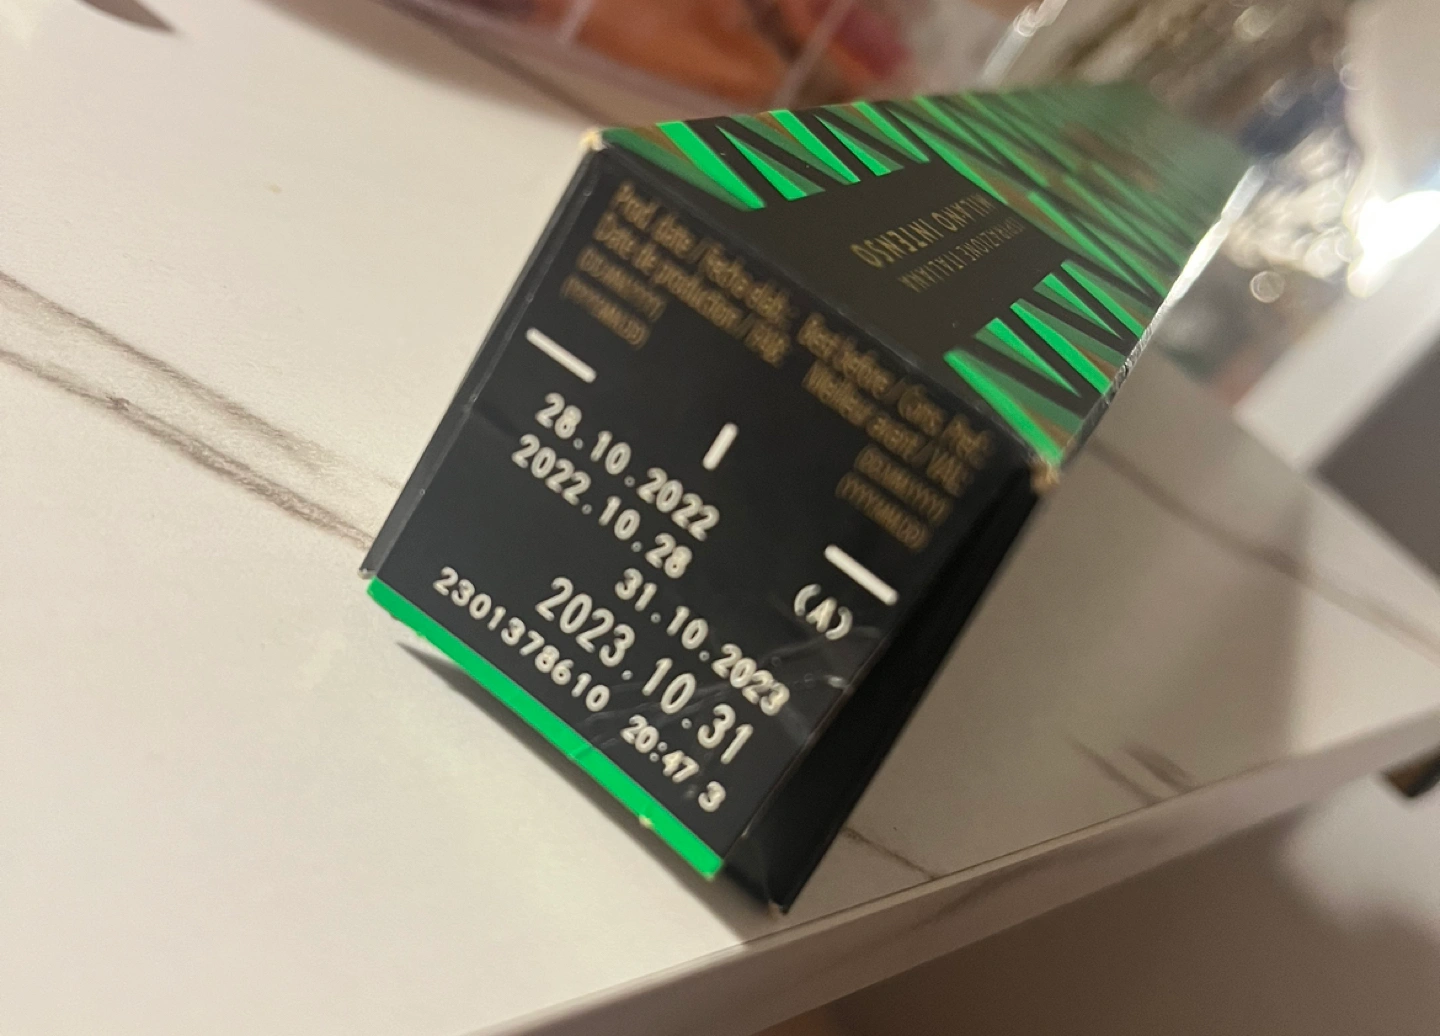 ISPIRAZIONE ITALIANA
MILANO INTENSO
Prod. date / Fecha elab.
Date de production / FAB
(DD.MM.YYYY)
(YYYY.MM.DD)
Best before / Cons. Pref.
Meilleur avant / VAL
(DD.MM.YYYY)
(YYYY.MM.DD)
28.10.2022
2022.10.28
(A)
31.10.2023
2023.10.31
2301378610 20:47 3